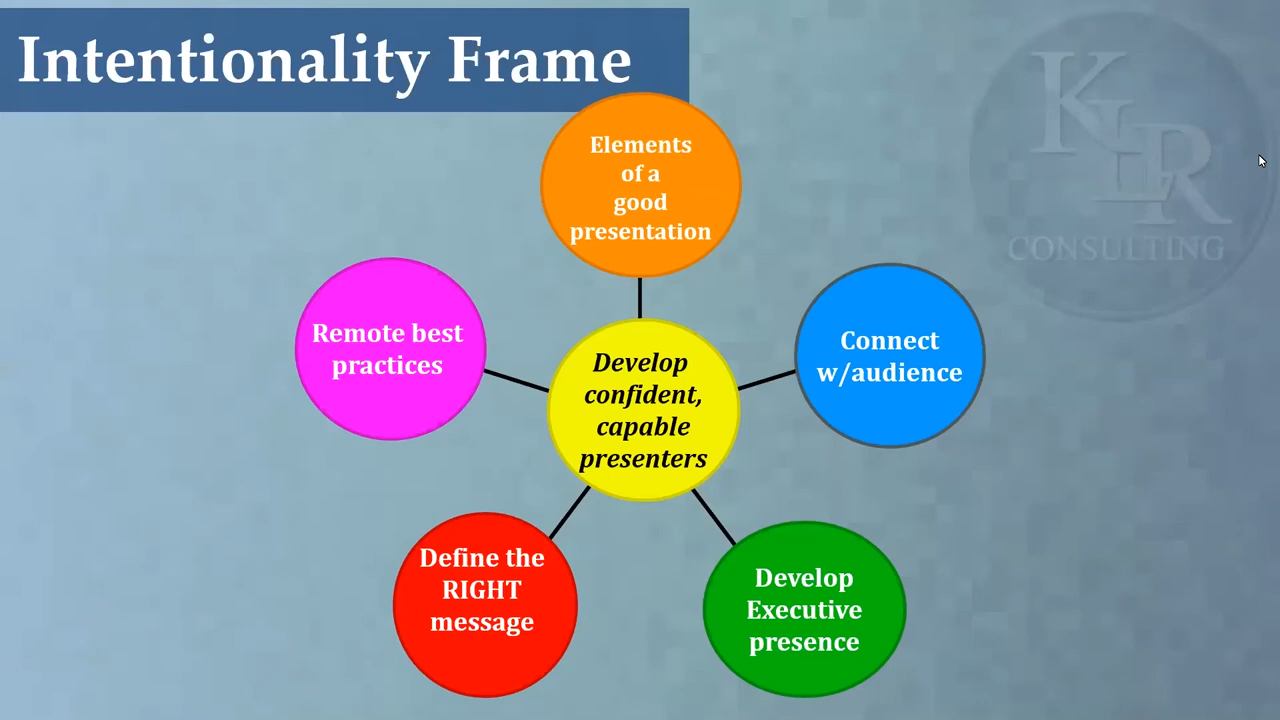 Intentionality Frame
KLR
CONSULTING
Elements
of a
good
presentation
Remote best
practices
Connect
w/audience
Develop
confident,
capable
presenters
Define the
RIGHT
message
Develop
Executive
presence